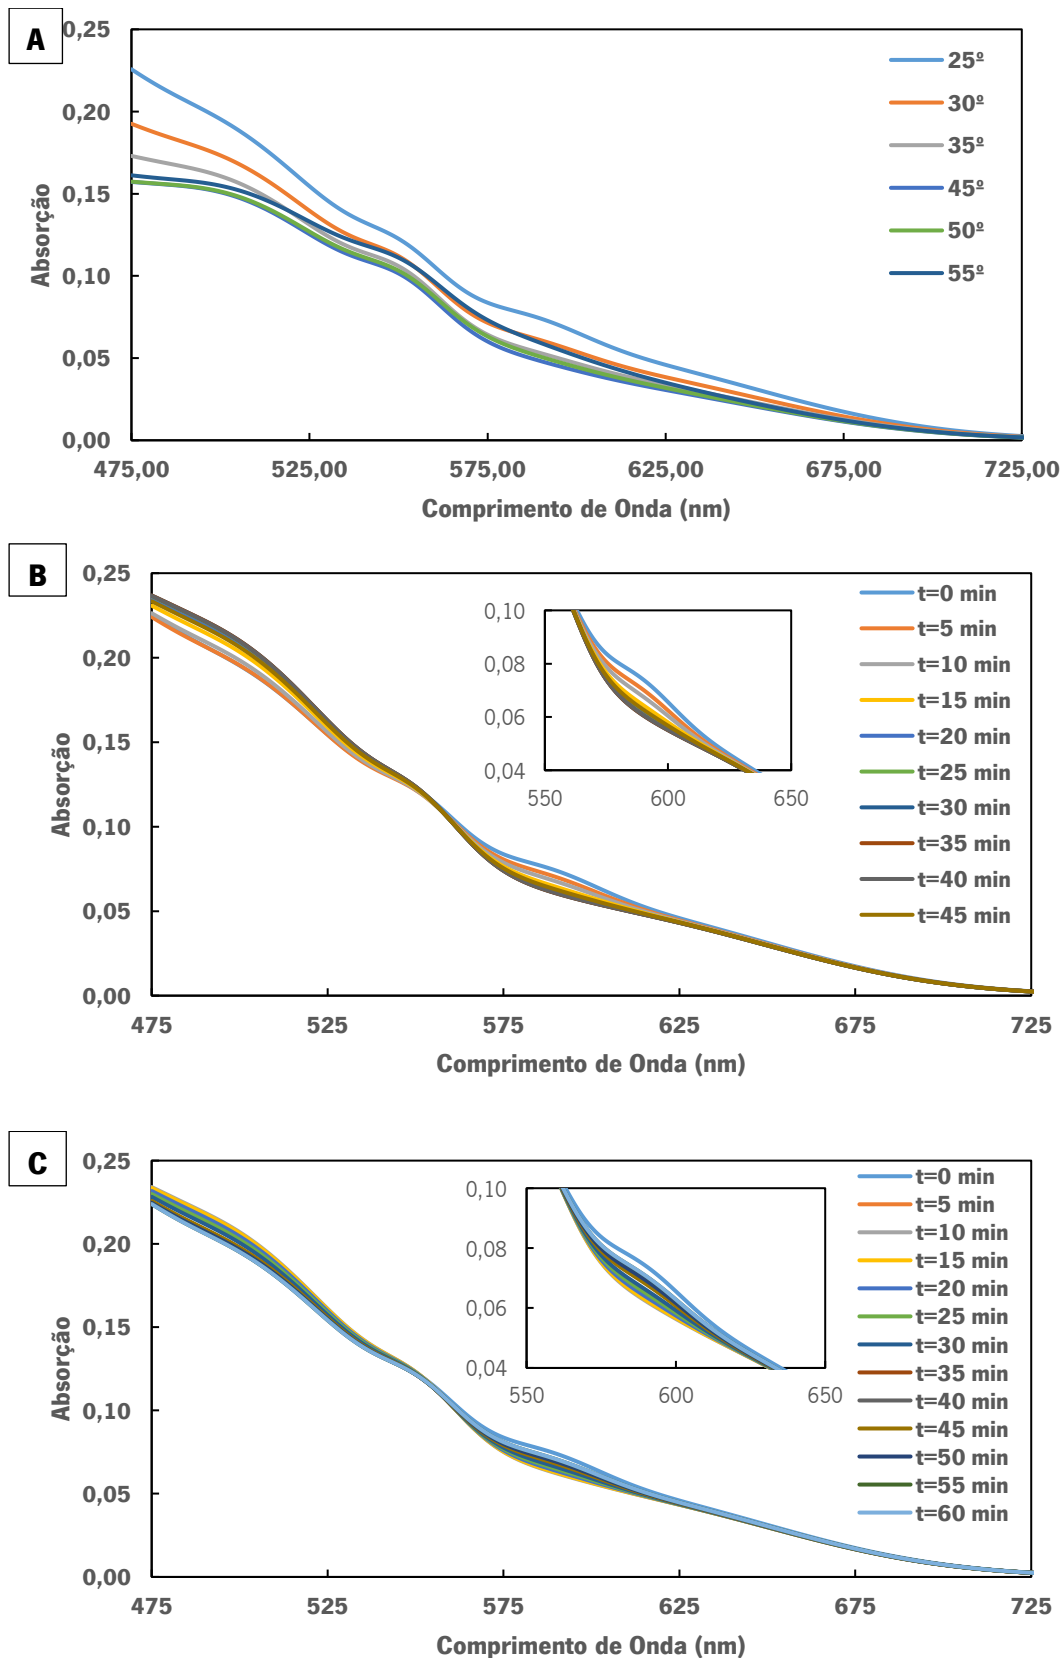 A
0,25
0,20
0,15
0,10
0,05
0,00
Absorção
475,00 525,00 575,00 625,00 675,00 725,00
Comprimento de Onda (nm)
25º
30º
35º
45º
50º
55º
B
0,25
0,20
0,15
0,10
0,05
0,00
Absorção
475 525 575 625 675 725
Comprimento de Onda (nm)
0,10
0,08
0,06
0,04
550 600 650
t=0 min
t=5 min
t=10 min
t=15 min
t=20 min
t=25 min
t=30 min
t=35 min
t=40 min
t=45 min
C
0,25
0,20
0,15
0,10
0,05
0,00
Absorção
475 525 575 625 675 725
Comprimento de Onda (nm)
0,10
0,08
0,06
0,04
550 600 650
t=0 min
t=5 min
t=10 min
t=15 min
t=20 min
t=25 min
t=30 min
t=35 min
t=40 min
t=45 min
t=50 min
t=55 min
t=60 min